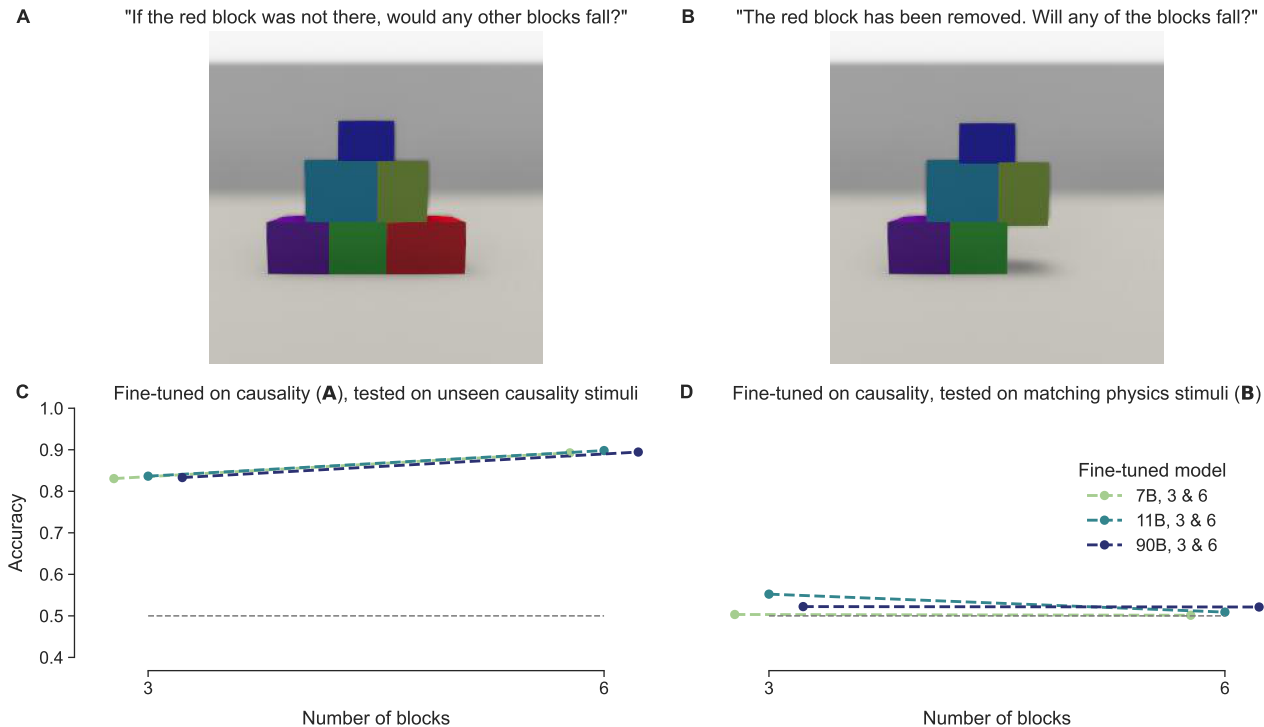 A
"If the red block was not there, would any other blocks fall?"
B
"The red block has been removed. Will any of the blocks fall?"
C
Fine-tuned on causality (A), tested on unseen causality stimuli
1.0
0.9
0.8
0.7
0.6
0.5
0.4
Accuracy
3
6
Number of blocks
D
Fine-tuned on causality, tested on matching physics stimuli (B)
Fine-tuned model
7B, 3 & 6
11B, 3 & 6
90B, 3 & 6
3
6
Number of blocks